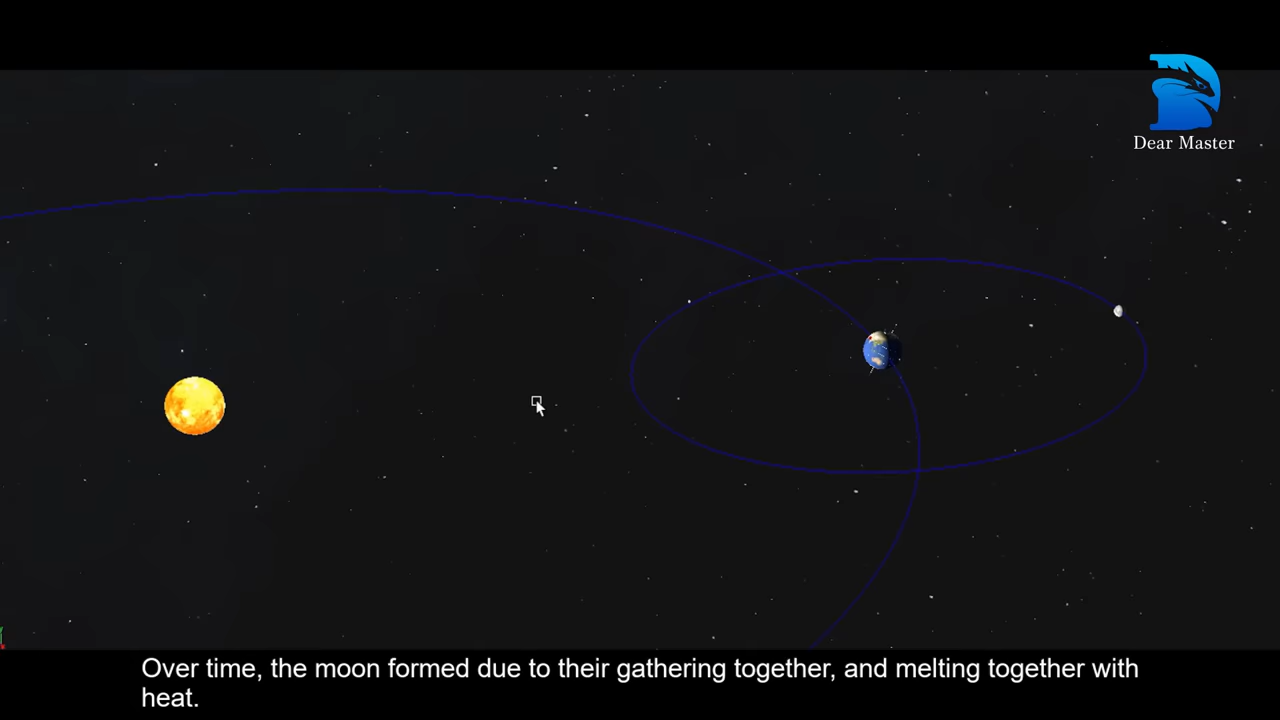 Dear Master
Over time, the moon formed due to their gathering together, and melting together with
heat.